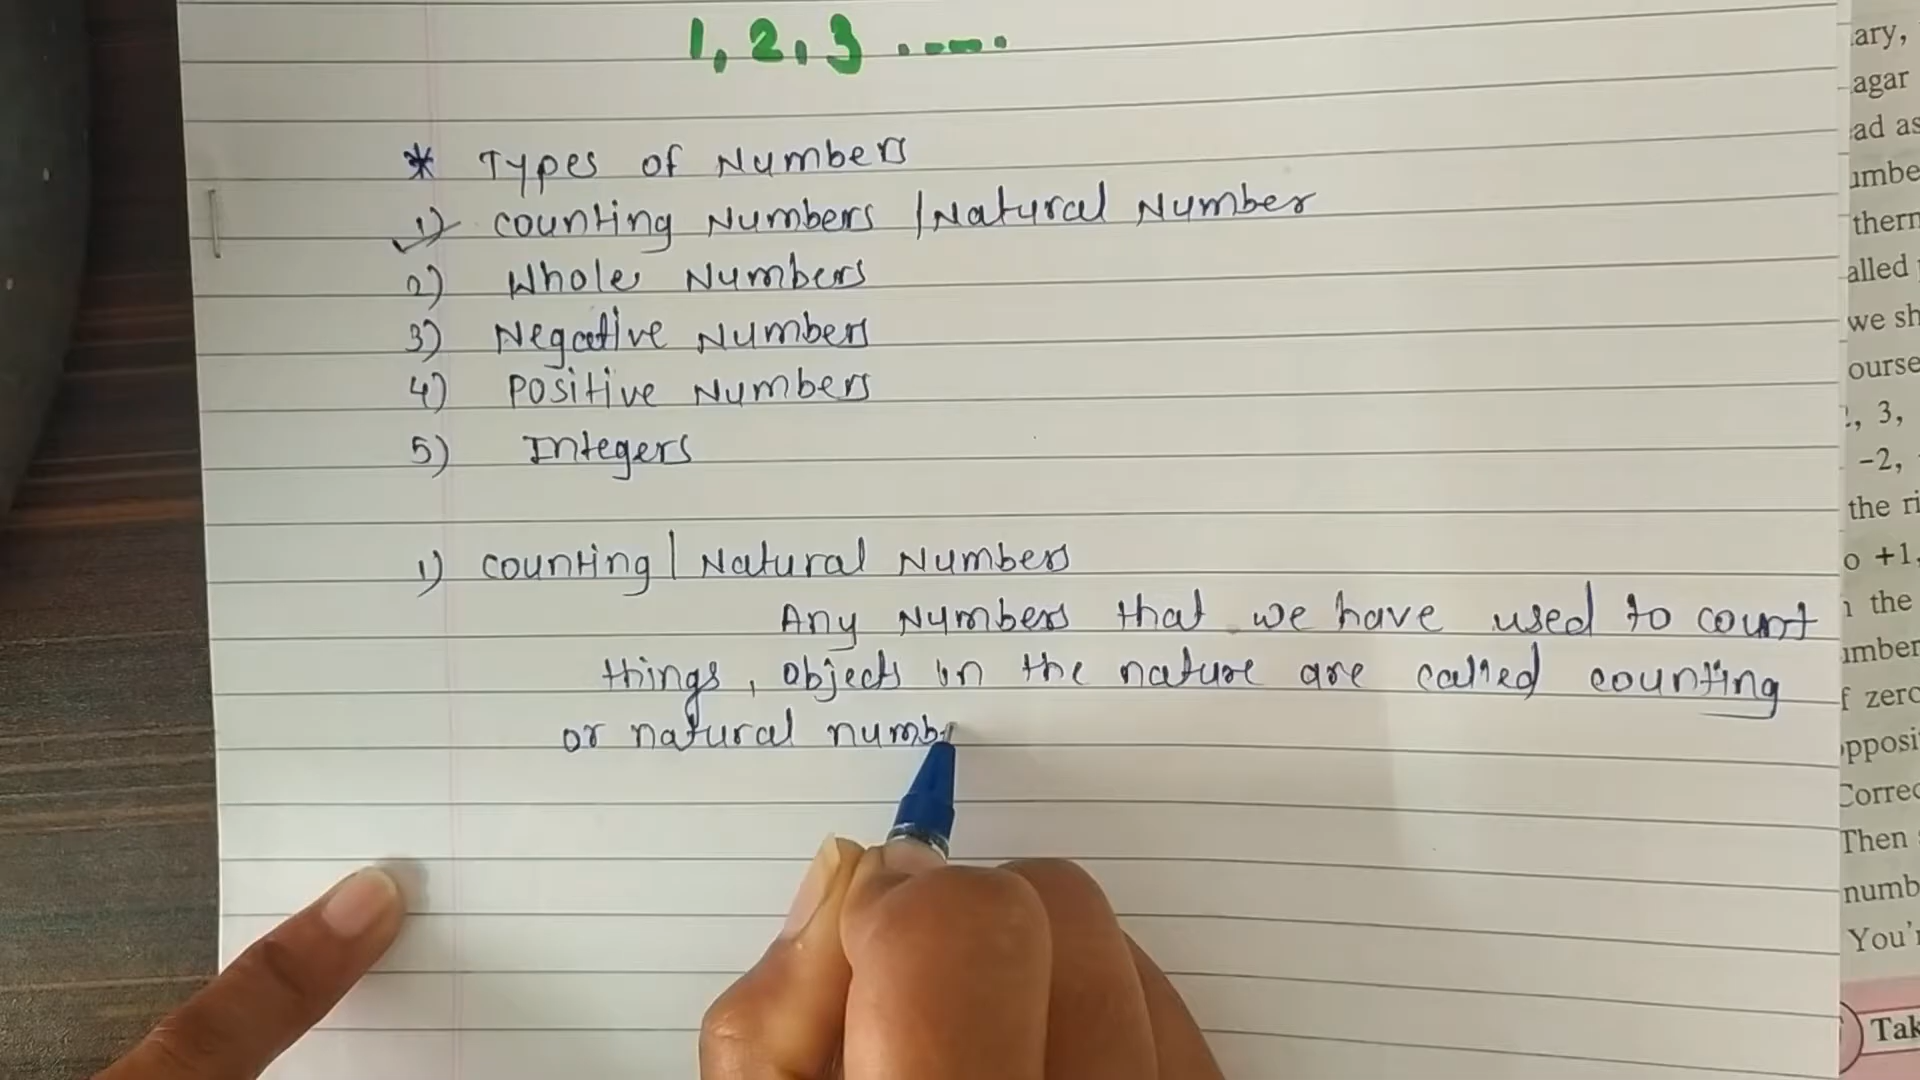 1, 2, 3 .....
* Types of Numbers
1) Counting Numbers / Natural Number
2) Whole Numbers
3) Negative Numbers
4) Positive Numbers
5) Integers
1) Counting | Natural Numbers
Any Numbers that we have used to count
things, objects in the nature are called counting
or natural numb
ary,
agar
ad as
umbe
thern
alled
we sh
ourse
, 3,
-2,
the ri
o +1,
the
umber
f zero
pposi
Correc
Then
numb
You'r
Tak